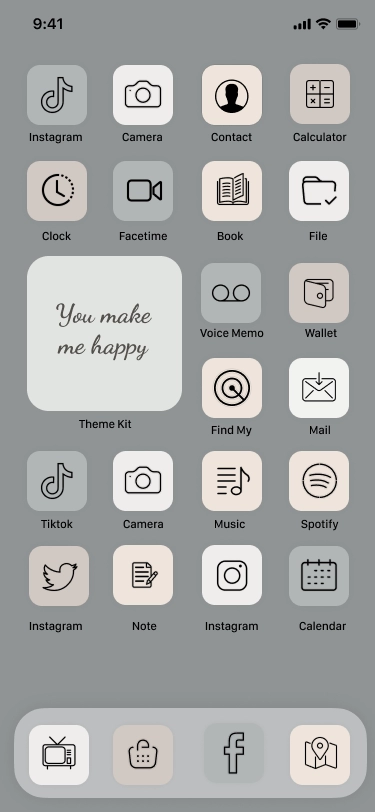 9:41
Instagram
Camera
Contact
Calculator
Clock
Facetime
Book
File
You make
me happy
Theme Kit
Voice Memo
Wallet
Find My
Mail
Tiktok
Camera
Music
Spotify
Instagram
Note
Instagram
Calendar